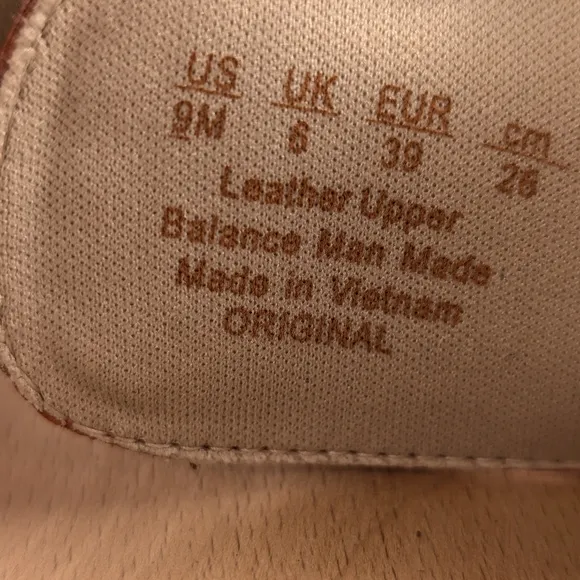 US UK EUR cm
9M 6 39 26
Leather Upper
Balance Man Made
Made in Vietnam
ORIGINAL